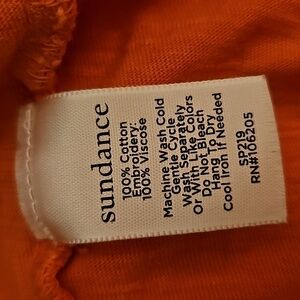 sundance
100% Cotton
Embroidery:
100% Viscose
Machine Wash Cold
Gentle Cycle
Wash Separately
Or With Like Colors
Do Not Bleach
Hang To Dry
Cool Iron If Needed
SP219
RN#106205